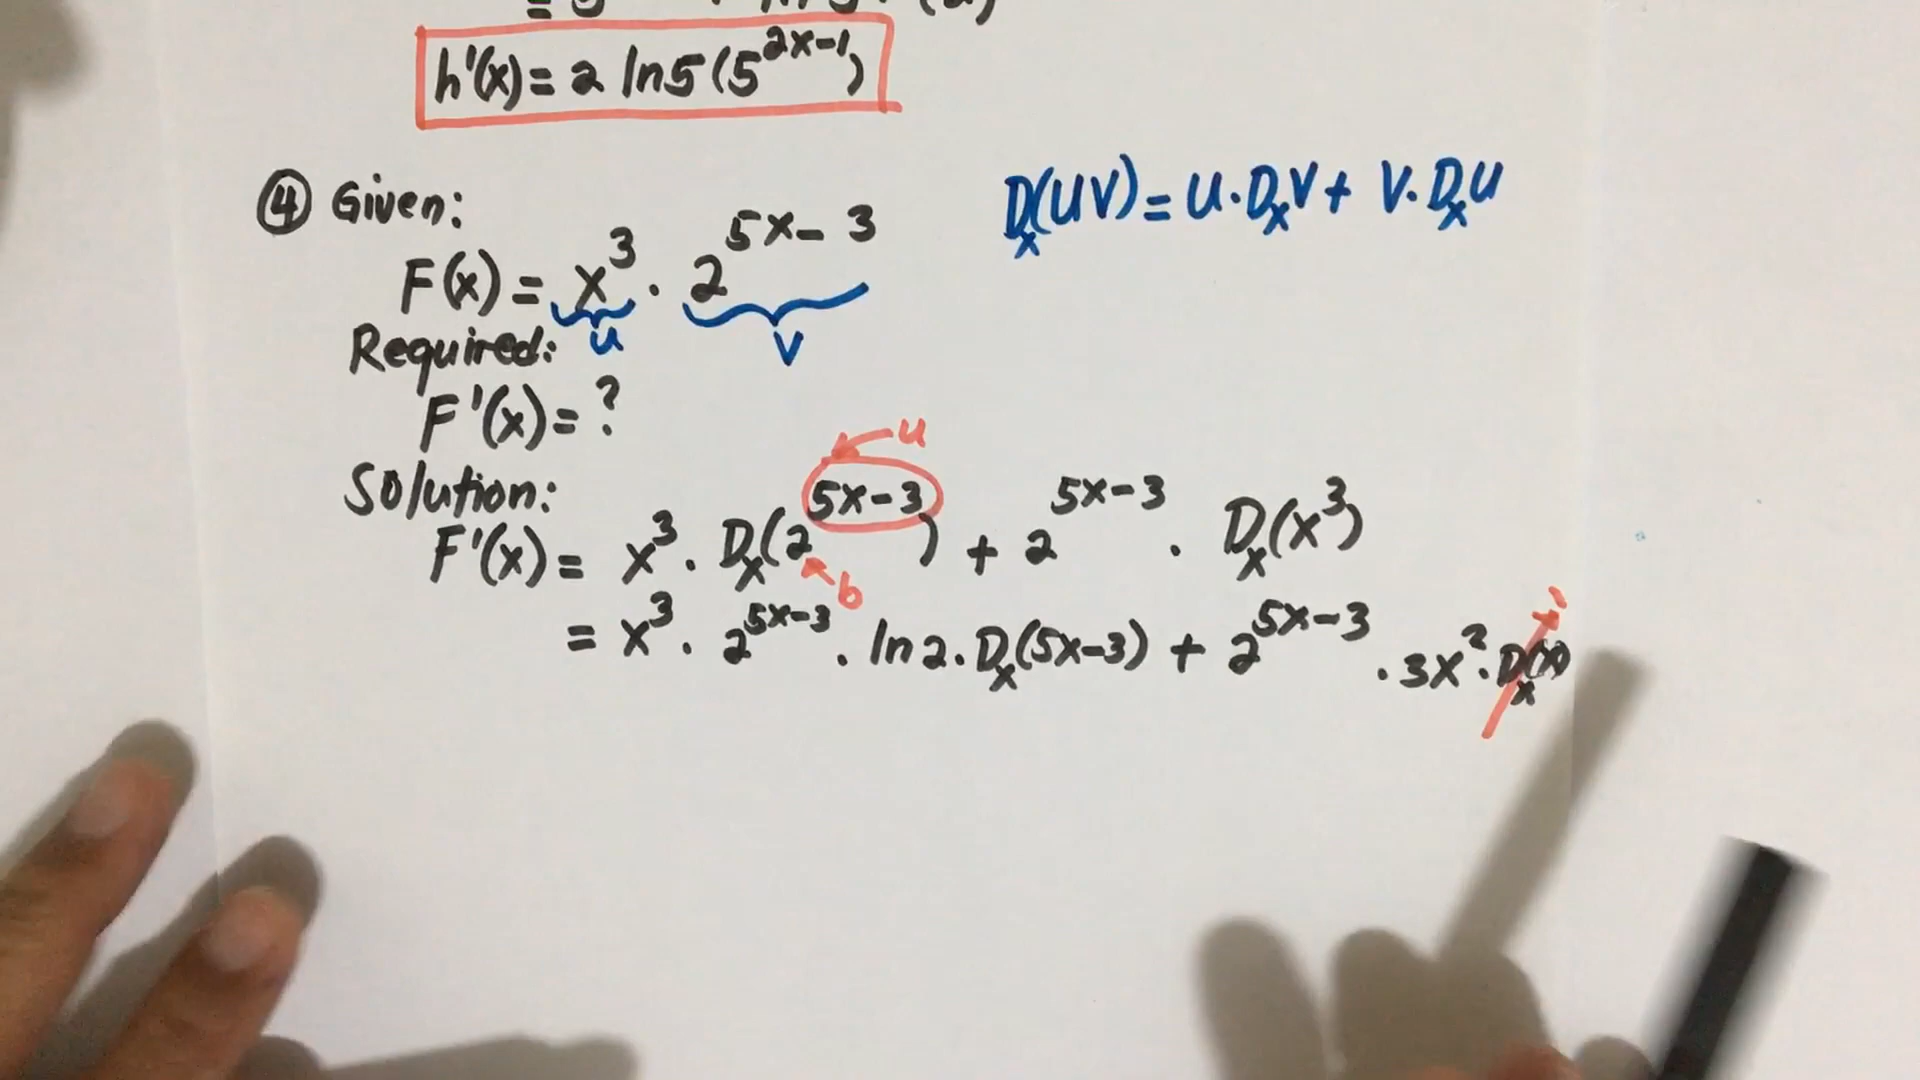 h'(x) = 2 ln5 (5^{2x-1})
④ Given:
D_x(UV) = U·D_xV + V·D_xU
F(x) = x^3 · 2^{5x-3}
u
v
Required:
F'(x) = ?
u
Solution:
F'(x) = x^3 · D_x(2^{5x-3}) + 2^{5x-3} · D_x(x^3)
b
= x^3 · 2^{5x-3} · ln2 · D_x(5x-3) + 2^{5x-3} · 3x^2 · D_x(x)